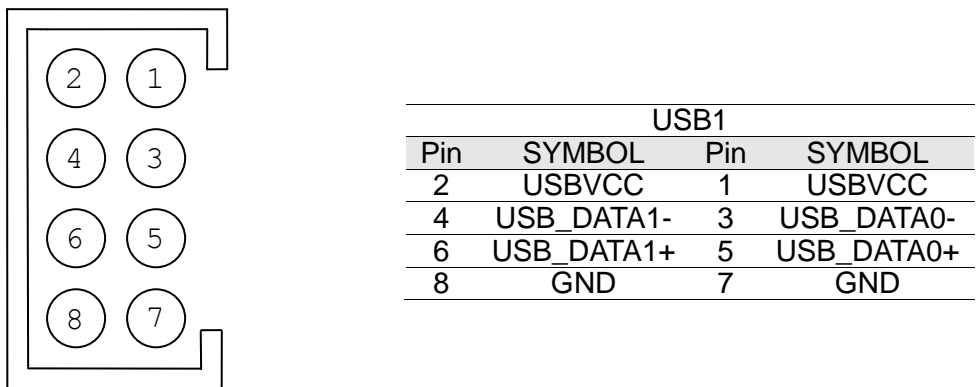 2 1
4 3
6 5
8 7
USB1
Pin SYMBOL Pin SYMBOL
2 USBVCC 1 USBVCC
4 USB_DATA1- 3 USB_DATA0-
6 USB_DATA1+ 5 USB_DATA0+
8 GND 7 GND